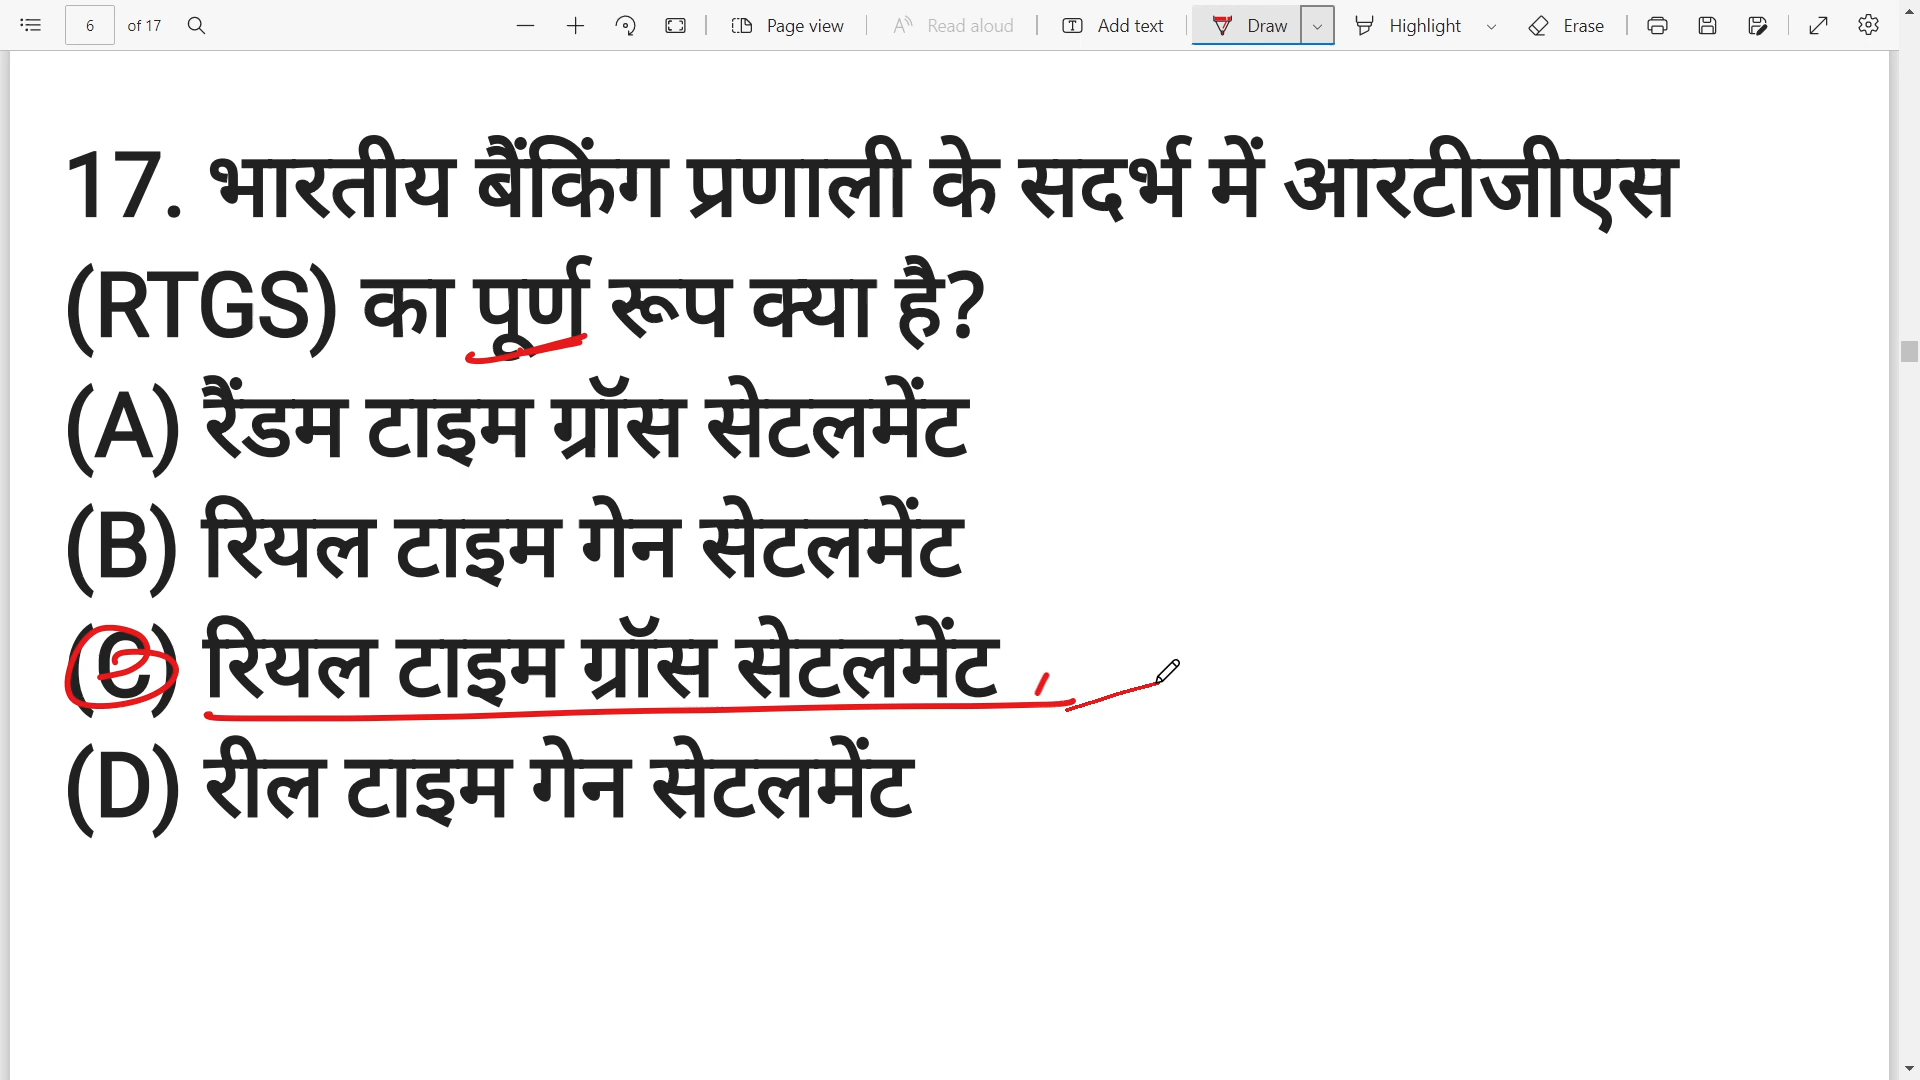 6 of 17 Page view Read aloud Add text Draw Highlight Erase
17. भारतीय बैंकिंग प्रणाली के सदर्भ में आरटीजीएस
(RTGS) का पूर्ण रूप क्या है?
(A) रैंडम टाइम ग्रॉस सेटलमेंट
(B) रियल टाइम गेन सेटलमेंट
(C) रियल टाइम ग्रॉस सेटलमेंट
(D) रील टाइम गेन सेटलमेंट